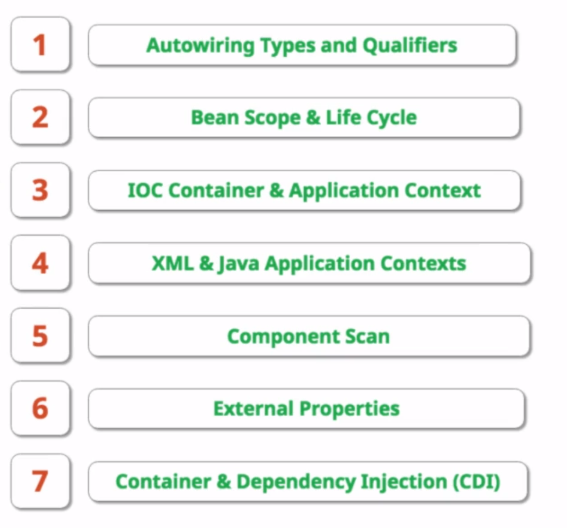 1 Autowiring Types and Qualifiers
2 Bean Scope & Life Cycle
3 IOC Container & Application Context
4 XML & Java Application Contexts
5 Component Scan
6 External Properties
7 Container & Dependency Injection (CDI)